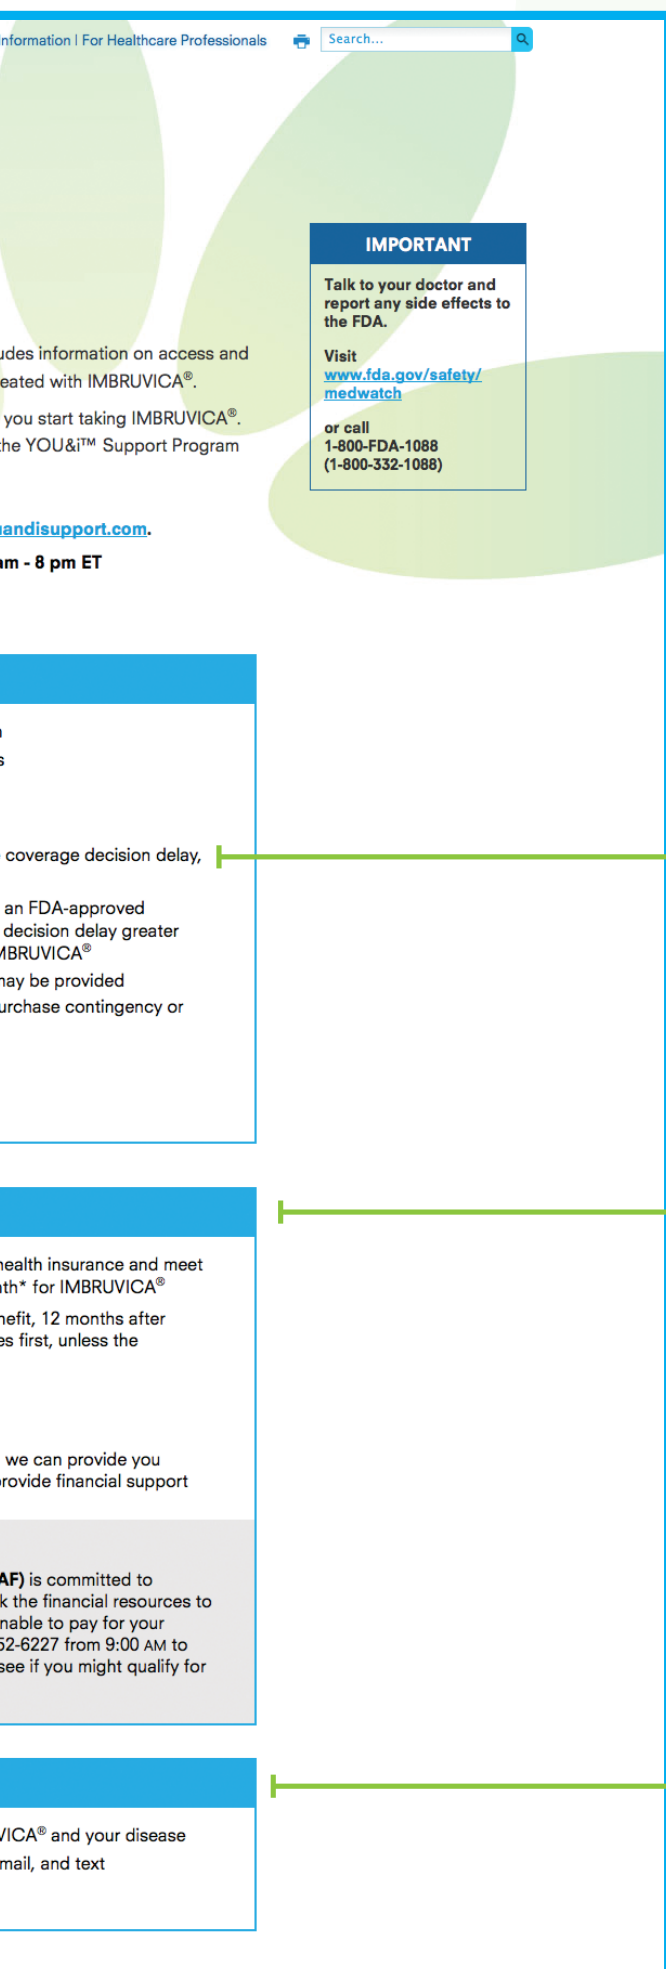 Information | For Healthcare Professionals
Search...
IMPORTANT
Talk to your doctor and
report any side effects to
the FDA.
Visit
www.fda.gov/safety/
medwatch
or call
1-800-FDA-1088
(1-800-332-1088)
udes information on access and
eated with IMBRUVICA®.
you start taking IMBRUVICA®.
the YOU&i™ Support Program
uandisupport.com.
am - 8 pm ET
n
s
coverage decision delay,
an FDA-approved
decision delay greater
MBRUVICA®
may be provided
urchase contingency or
health insurance and meet
nth* for IMBRUVICA®
nefit, 12 months after
es first, unless the
we can provide you
provide financial support
AF) is committed to
k the financial resources to
nable to pay for your
52-6227 from 9:00 AM to
see if you might qualify for
VICA® and your disease
mail, and text